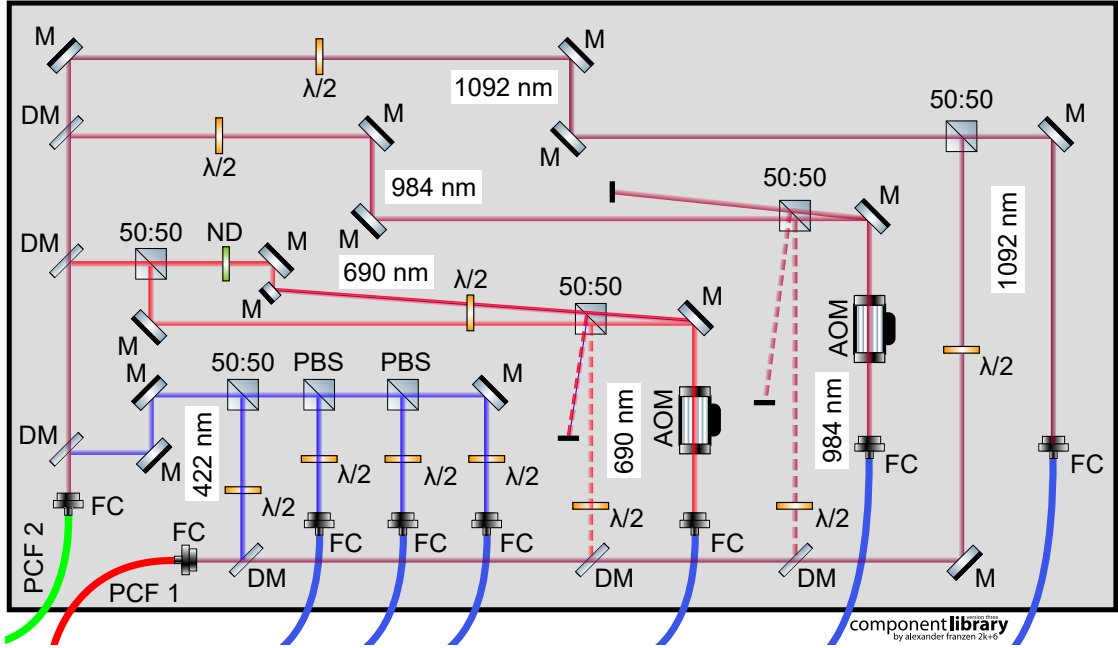 M
M
λ/2
1092 nm
DM
M
50:50
M
M
λ/2
984 nm
50:50
M
M
1092 nm
DM
50:50
ND
M
690 nm
λ/2
50:50
M
M
M
AOM
λ/2
M
50:50
PBS
PBS
M
DM
M
422 nm
λ/2
λ/2
λ/2
λ/2
690 nm
AOM
984 nm
FC
FC
FC
PCF 2
FC
FC
FC
FC
λ/2
FC
λ/2
PCF 1
DM
DM
DM
M
component library
version three
by alexander franzen 2k+6